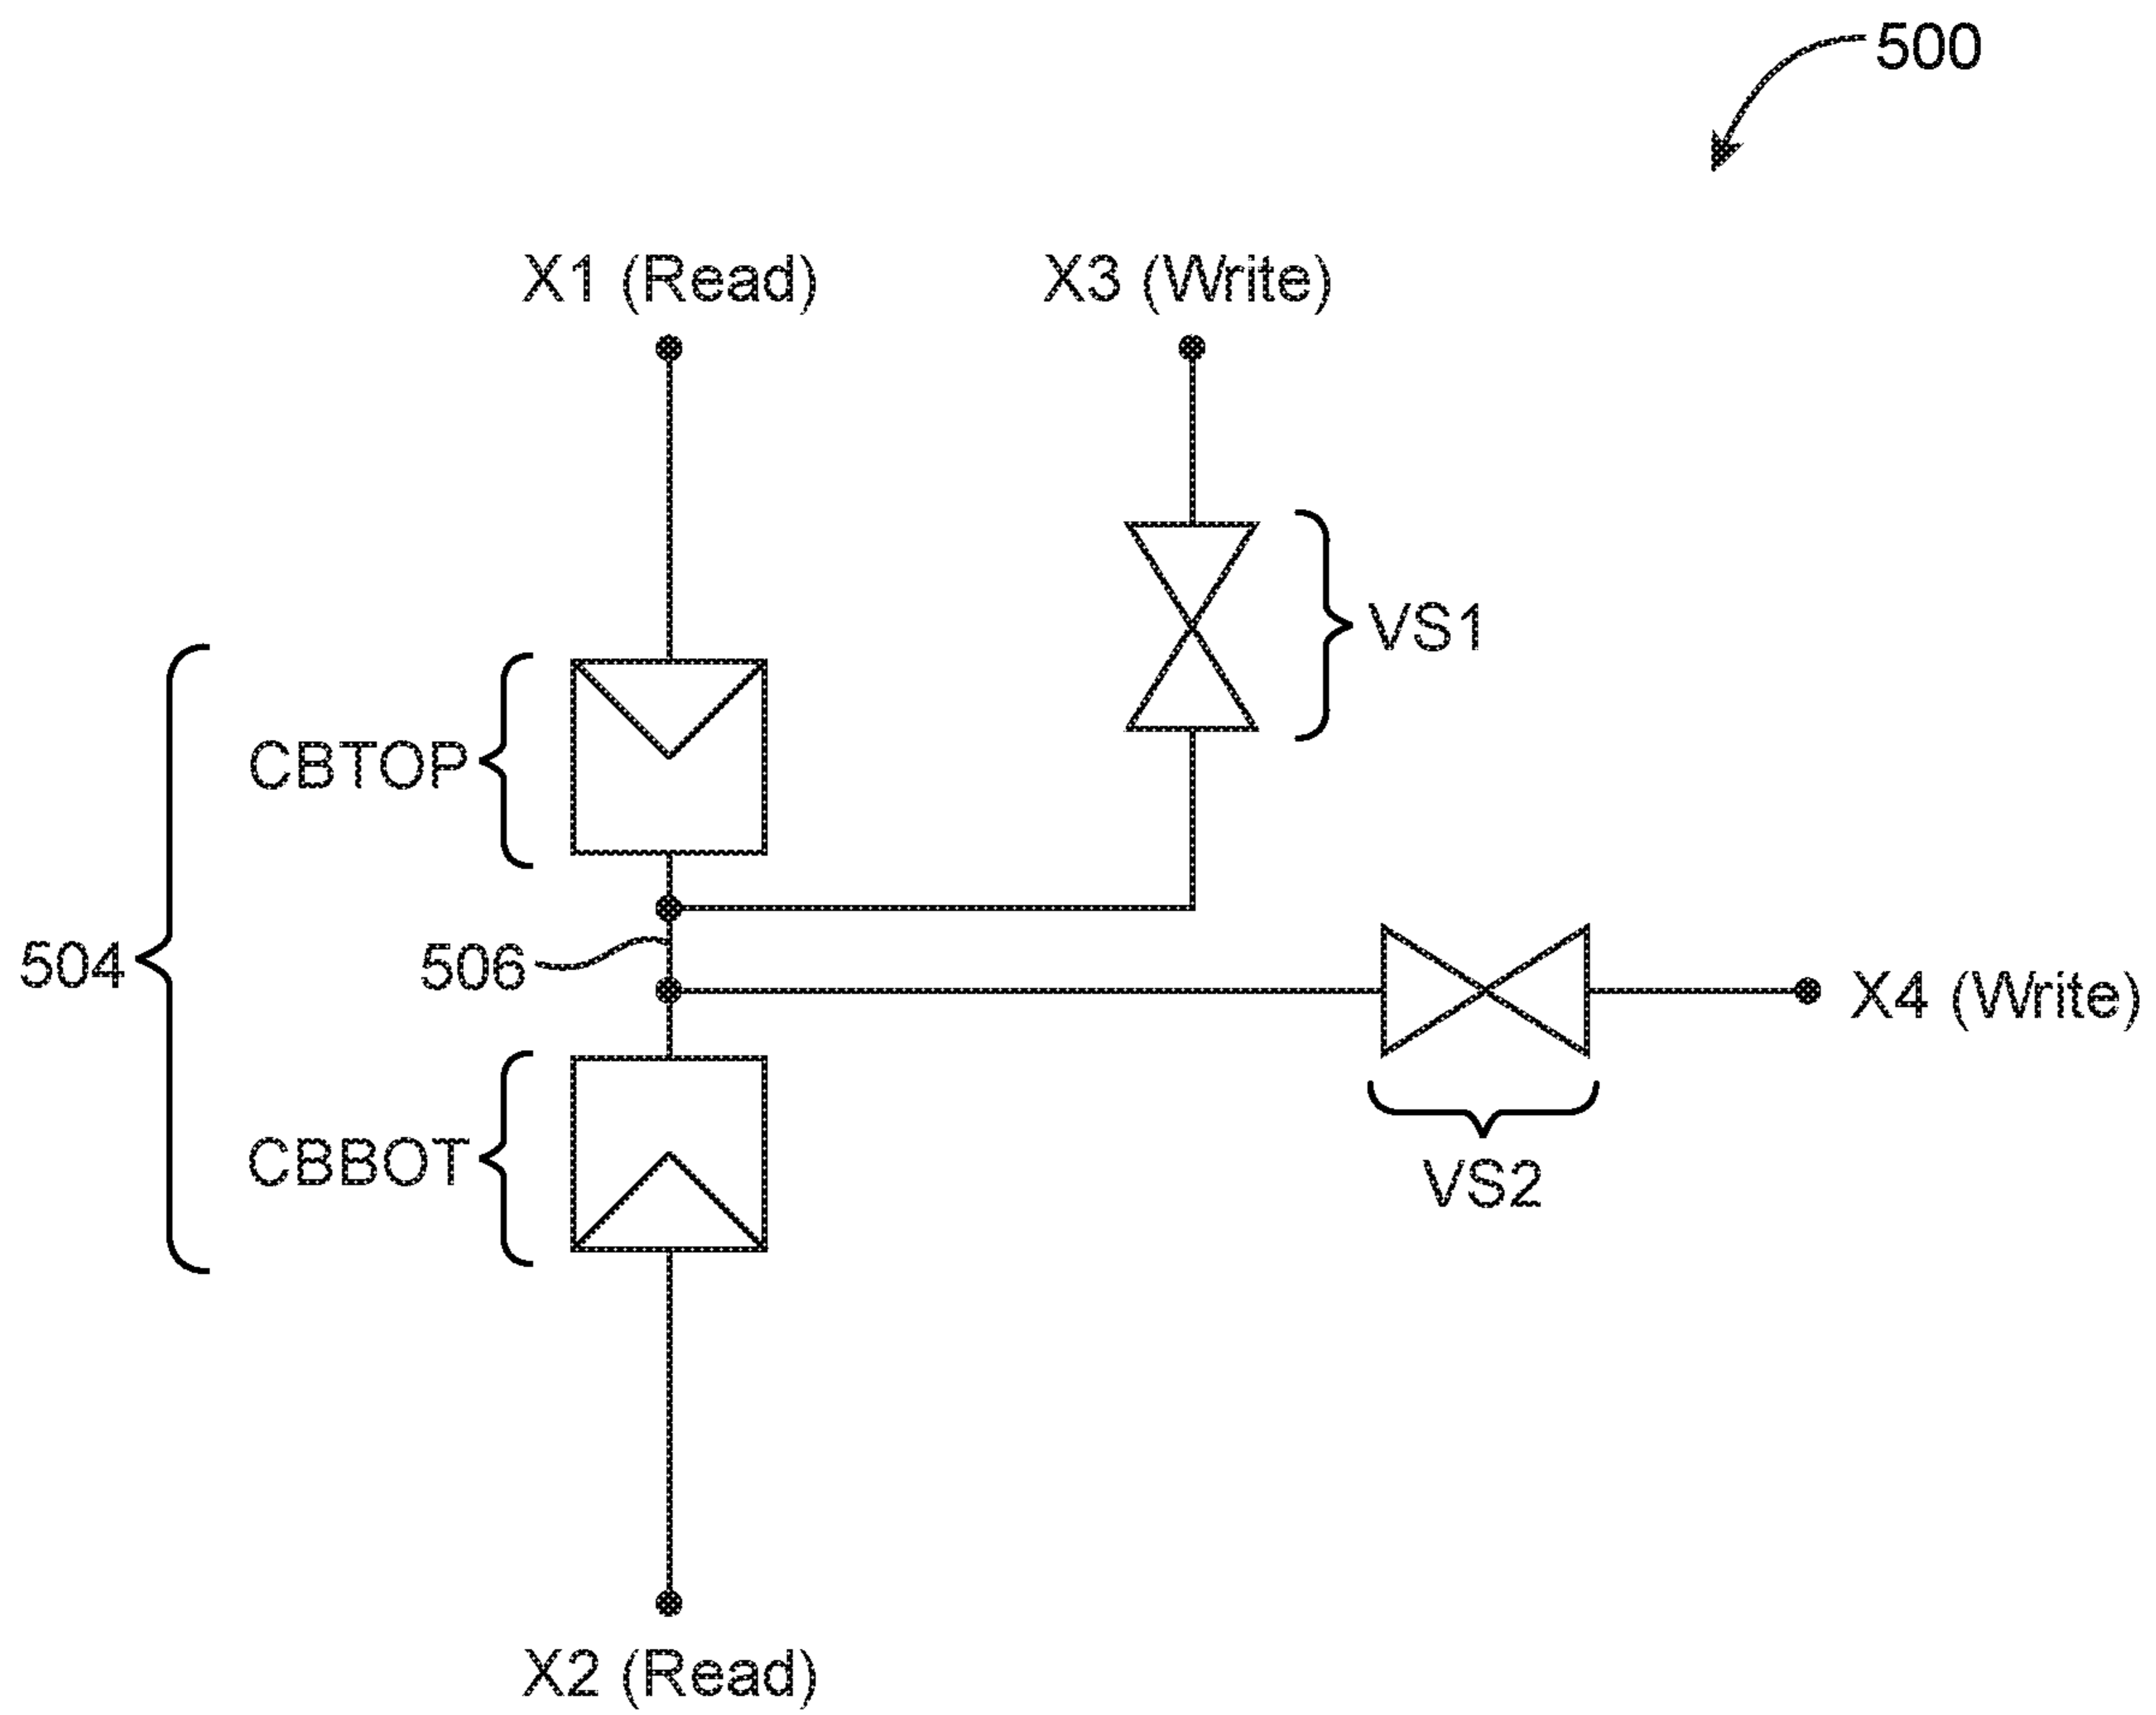 500
X1 (Read)
X3 (Write)
VS1
CBTOP
504
506
X4 (Write)
CBBOT
VS2
X2 (Read)